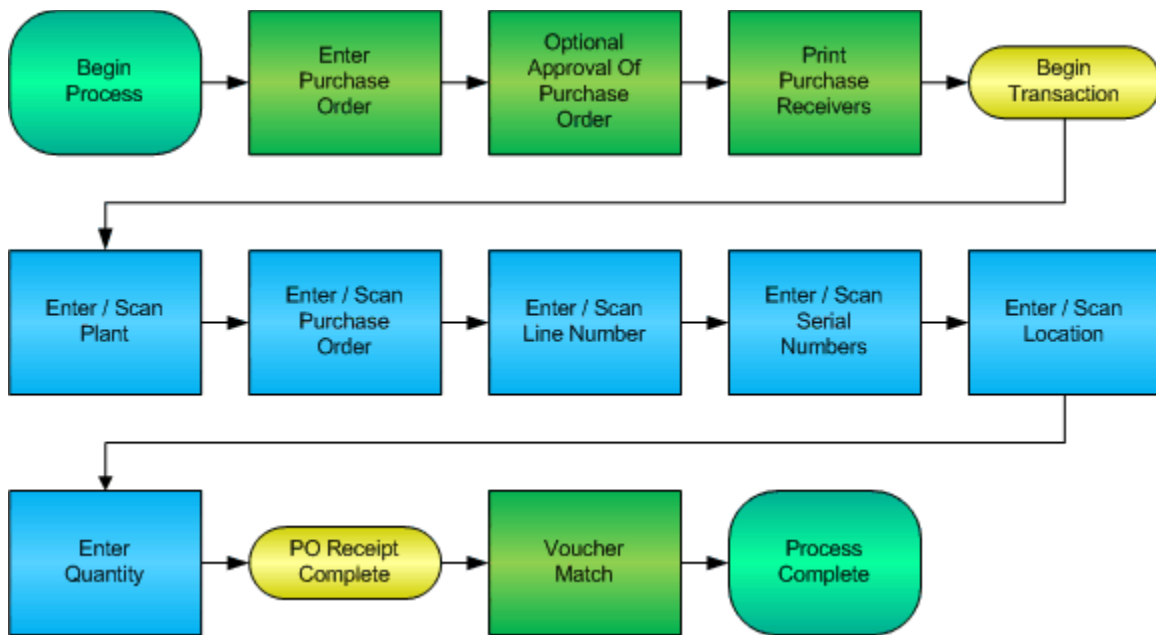 Begin
Process
Enter
Purchase
Order
Optional
Approval Of
Purchase
Order
Print
Purchase
Receivers
Begin
Transaction
Enter / Scan
Plant
Enter / Scan
Purchase
Order
Enter / Scan
Line Number
Enter / Scan
Serial
Numbers
Enter / Scan
Location
Enter
Quantity
PO Receipt
Complete
Voucher
Match
Process
Complete